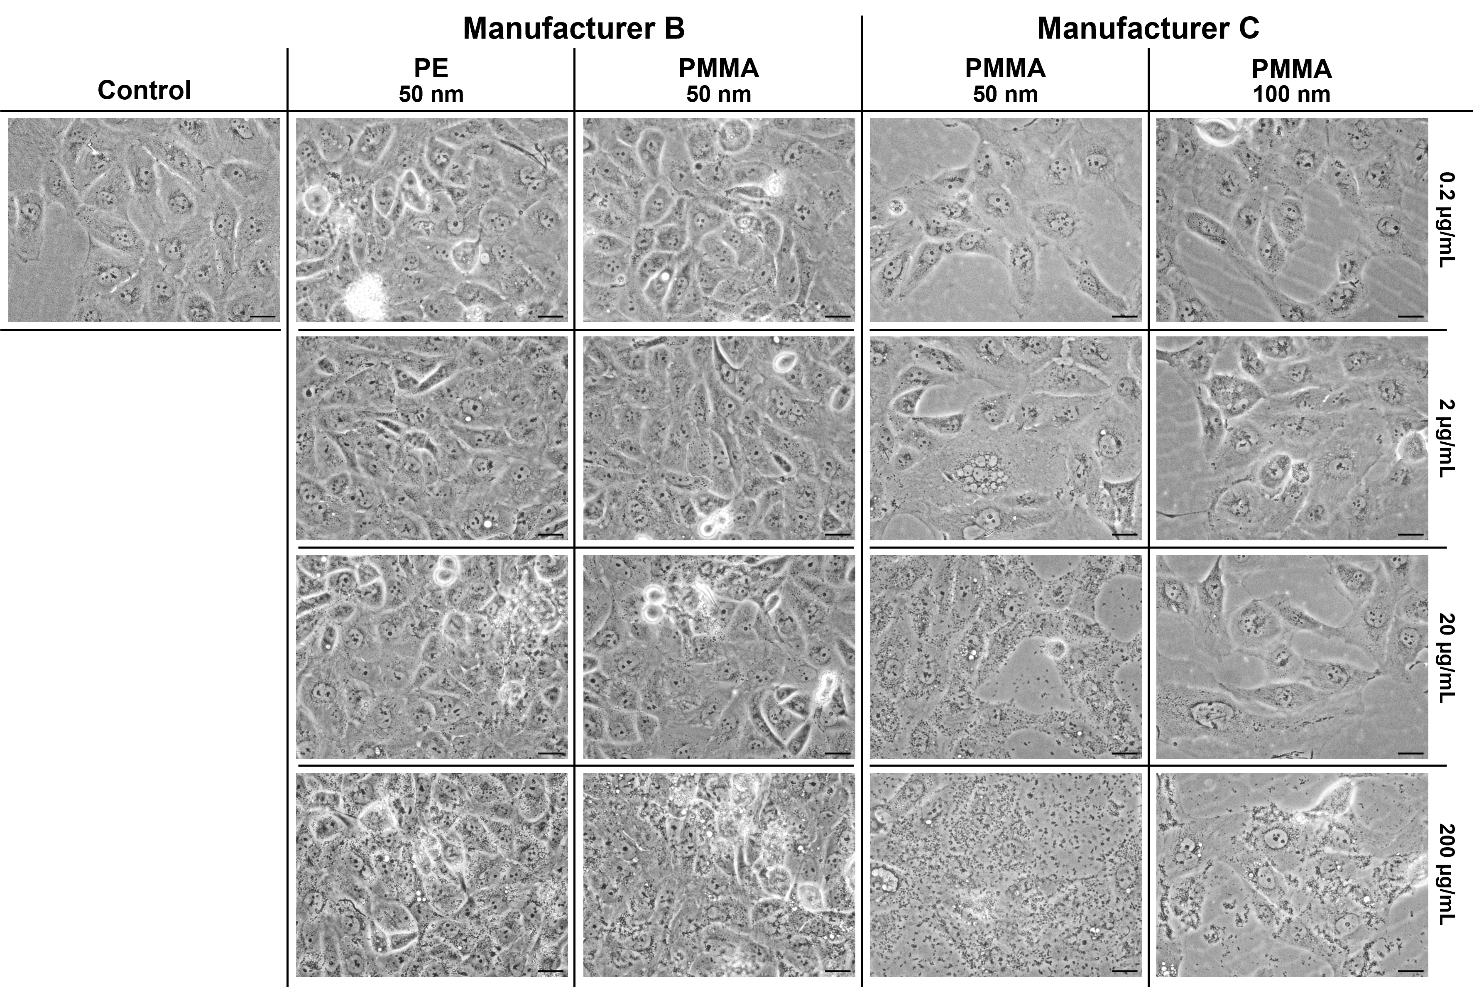 Manufacturer B
Manufacturer C
Control
PE
50 nm
PMMA
50 nm
PMMA
50 nm
PMMA
100 nm
0.2 µg/mL
2 µg/mL
20 µg/mL
200 µg/mL